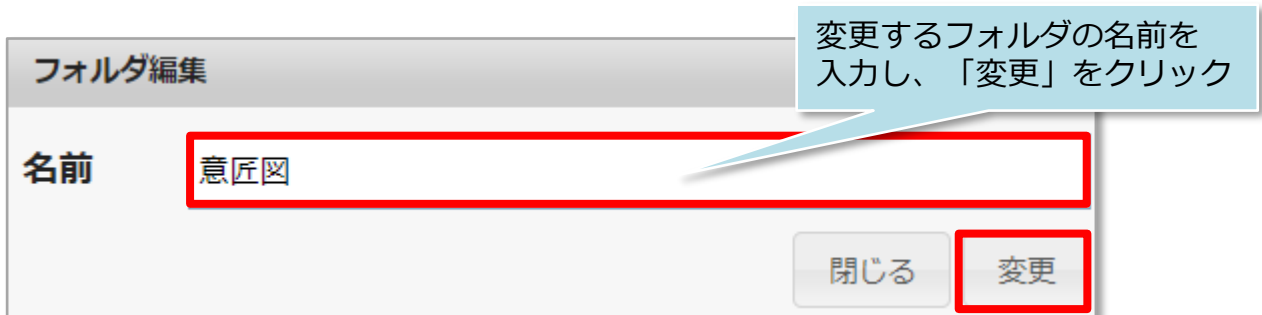 変更するフォルダの名前を
入力し、「変更」をクリック
フォルダ編集
名前
意匠図
閉じる
変更